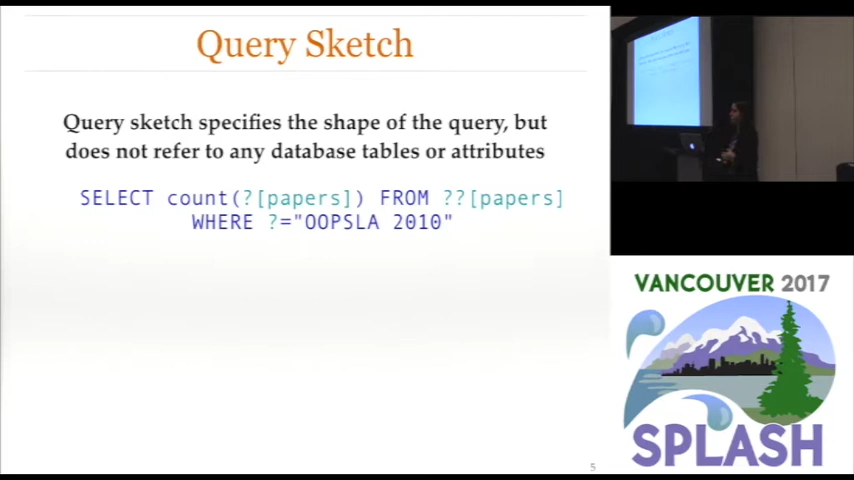 Query Sketch
Query sketch specifies the shape of the query, but
does not refer to any database tables or attributes
SELECT count(?[papers]) FROM ??[papers]
WHERE ?="OOPSLA 2010"
5
VANCOUVER 2017
SPLASH